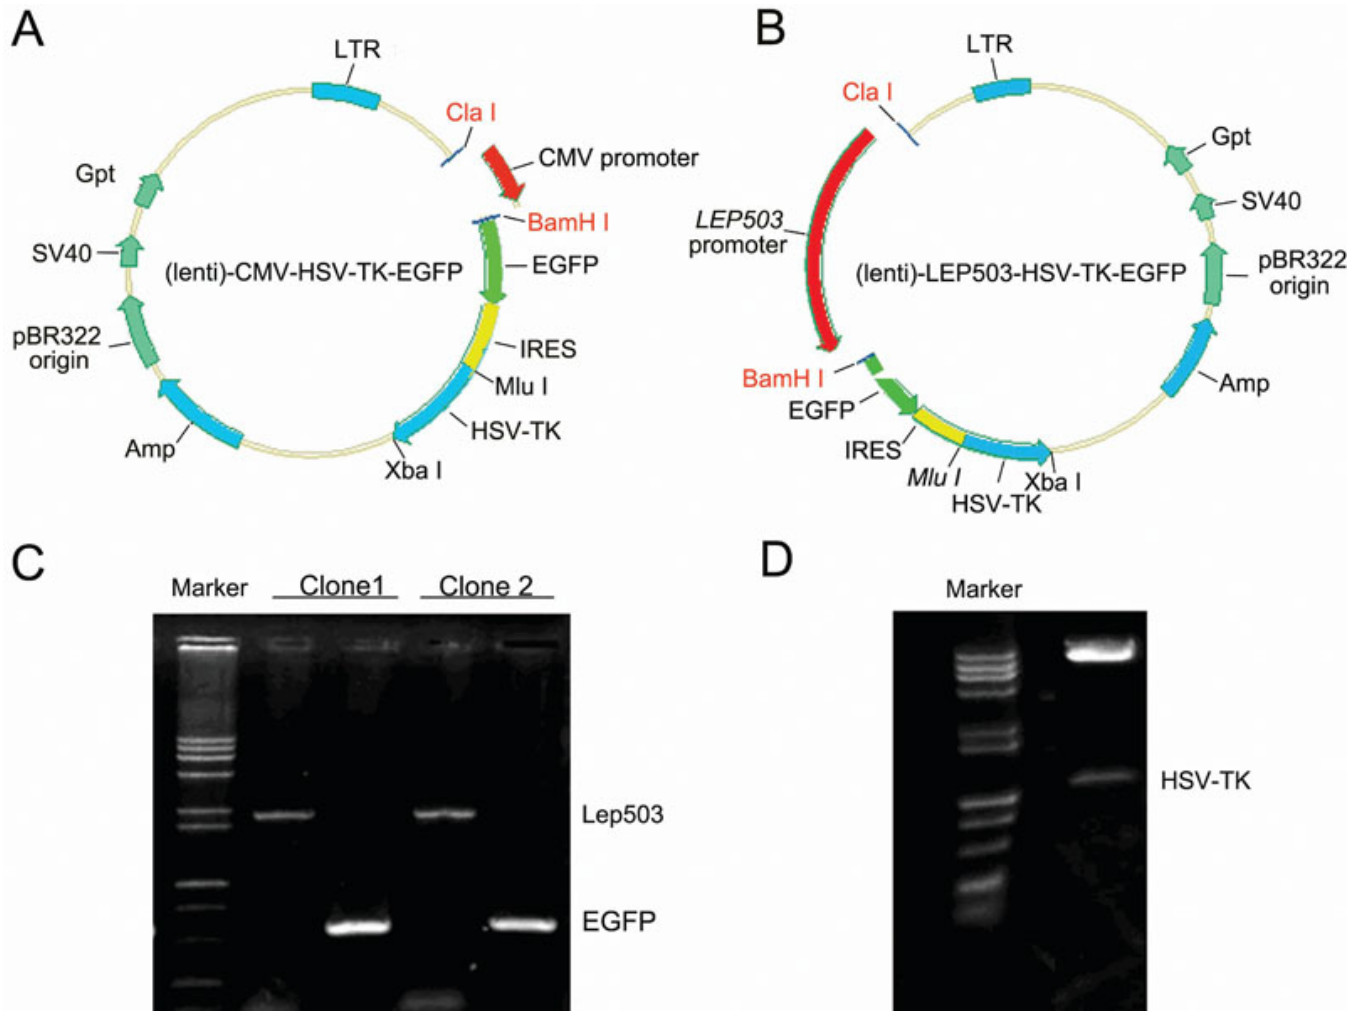 A
LTR
Cla I
CMV promoter
BamH I
EGFP
IRES
Mlu I
HSV-TK
Xba I
Amp
pBR322
origin
SV40
Gpt
(lenti)-CMV-HSV-TK-EGFP
B
LTR
Cla I
Gpt
SV40
pBR322
origin
Amp
LEP503
promoter
(lenti)-LEP503-HSV-TK-EGFP
BamH I
EGFP
IRES
Mlu I
HSV-TK
Xba I
C
Marker
Clone1
Clone 2
Lep503
EGFP
D
Marker
HSV-TK